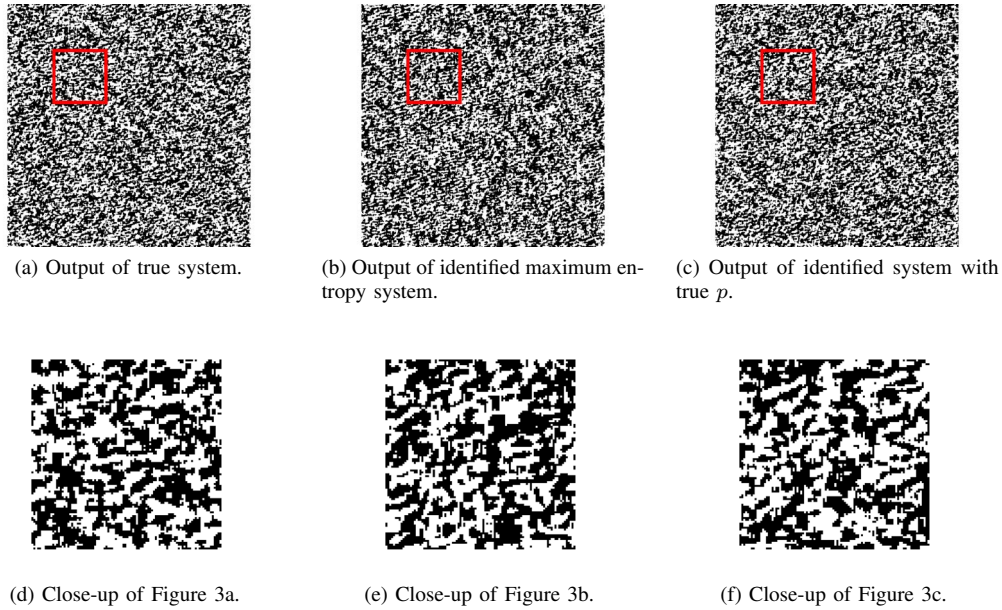 (a) Output of true system.
(b) Output of identified maximum en-
tropy system.
(c) Output of identified system with
true p.
(d) Close-up of Figure 3a.
(e) Close-up of Figure 3b.
(f) Close-up of Figure 3c.